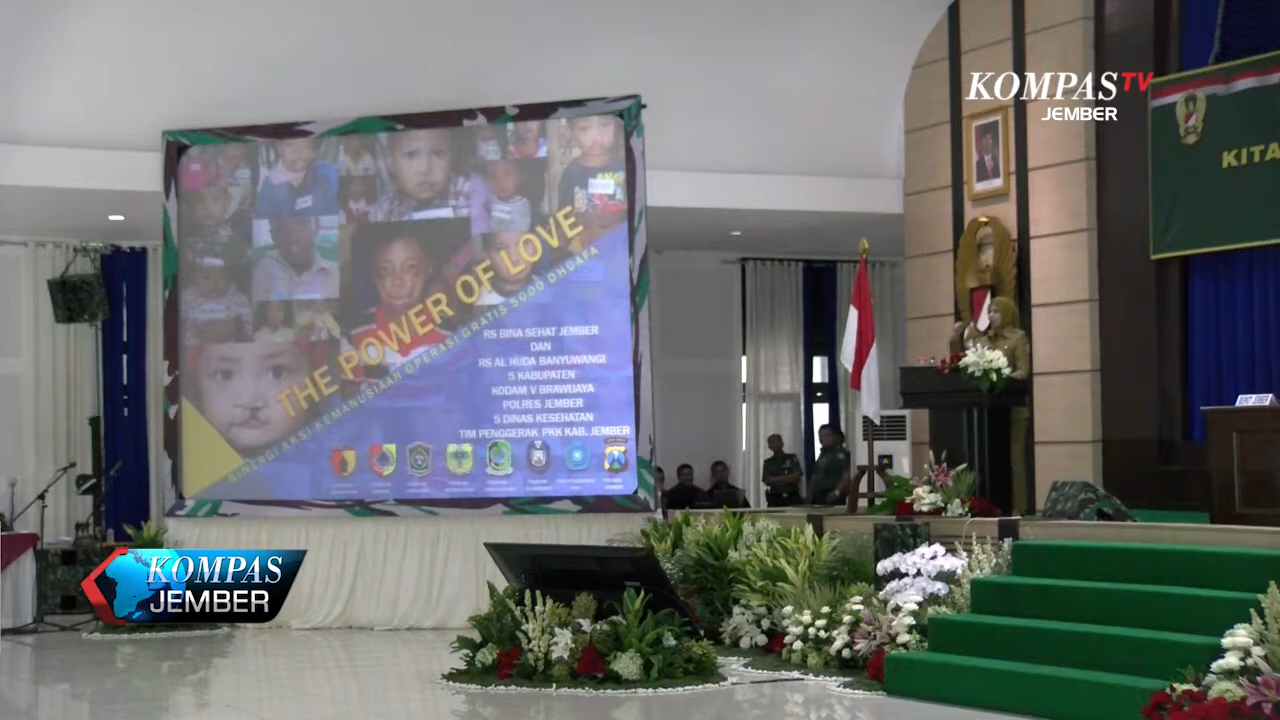 KOMPAS TV
JEMBER
KITA
THE POWER OF LOVE
SINERGI AKSI KEMANUSIAAN OPERASI GRATIS 5000 DHUAFA
RS BINA SEHAT JEMBER
DAN
RS AL HUDA BANYUWANGI
5 KABUPATEN
KODAM V BRAWIJAYA
POLRES JEMBER
5 DINAS KESEHATAN
TIM PENGGERAK PKK KAB. JEMBER
BUPATI JEMBER
KOMPAS
JEMBER